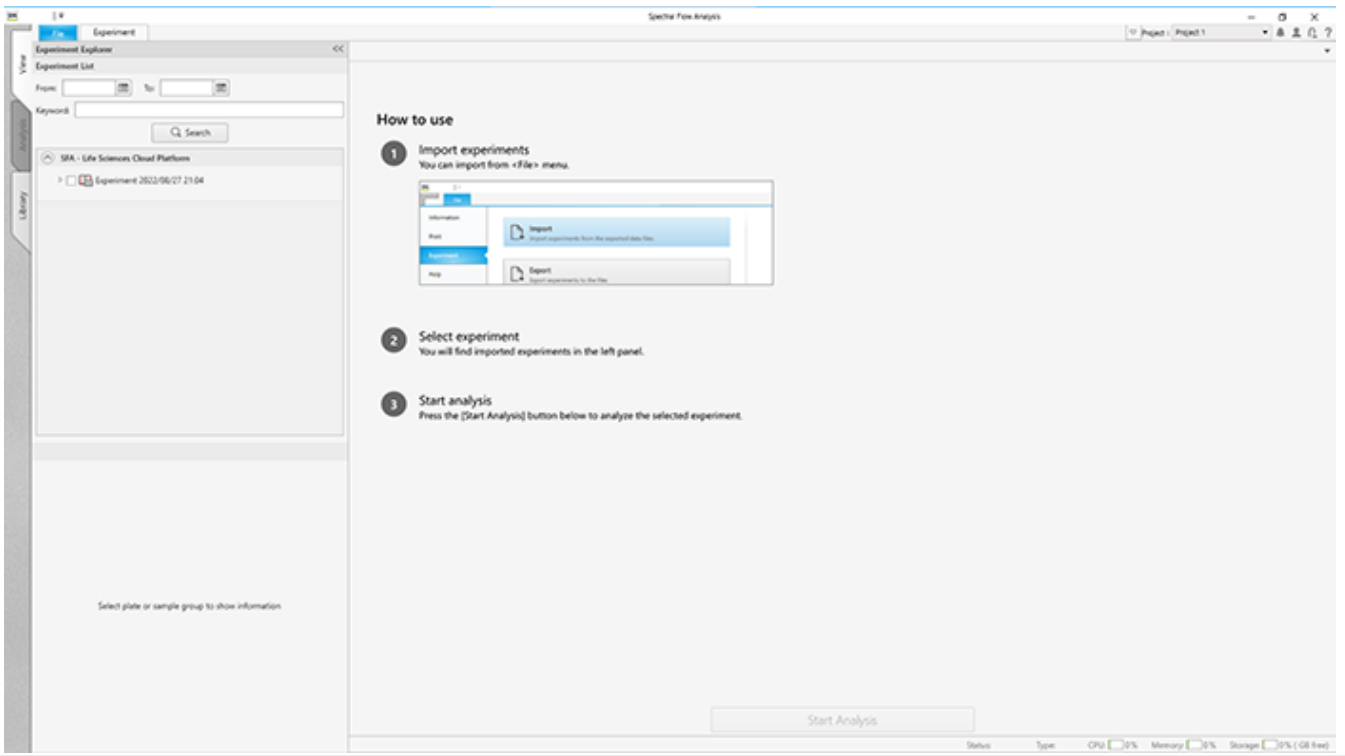 Spectral Flow Analysis
File
Experiment
Project :
Project 1
?
Experiment Explorer
<<
Experiment List
From:
To:
Keyword:
Search
SFA - Life Sciences Cloud Platform
Experiment 2022/06/27 21:04
View
Analysis
Library
Select plate or sample group to show information
How to use
1
Import experiments
You can import from <File> menu.
File
Information
Print
Experiment
Help
Import
Import experiments from the exported data files.
Export
Export experiments to the files
2
Select experiment
You will find imported experiments in the left panel.
3
Start analysis
Press the [Start Analysis] button below to analyze the selected experiment.
Start Analysis
Status:
Type:
CPU: 0%
Memory: 0%
Storage: 0% ( GB free)